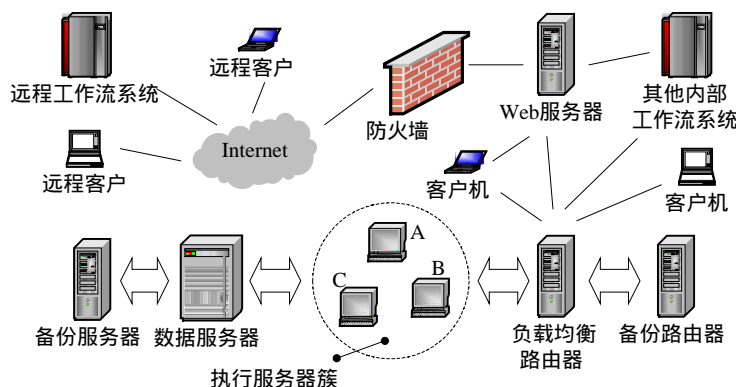 远程客户
远程工作流系统
防火墙
Web服务器
其他内部
工作流系统
Internet
远程客户
客户机
客户机
A
B
C
备份服务器
数据服务器
负载均衡
路由器
备份路由器
执行服务器簇